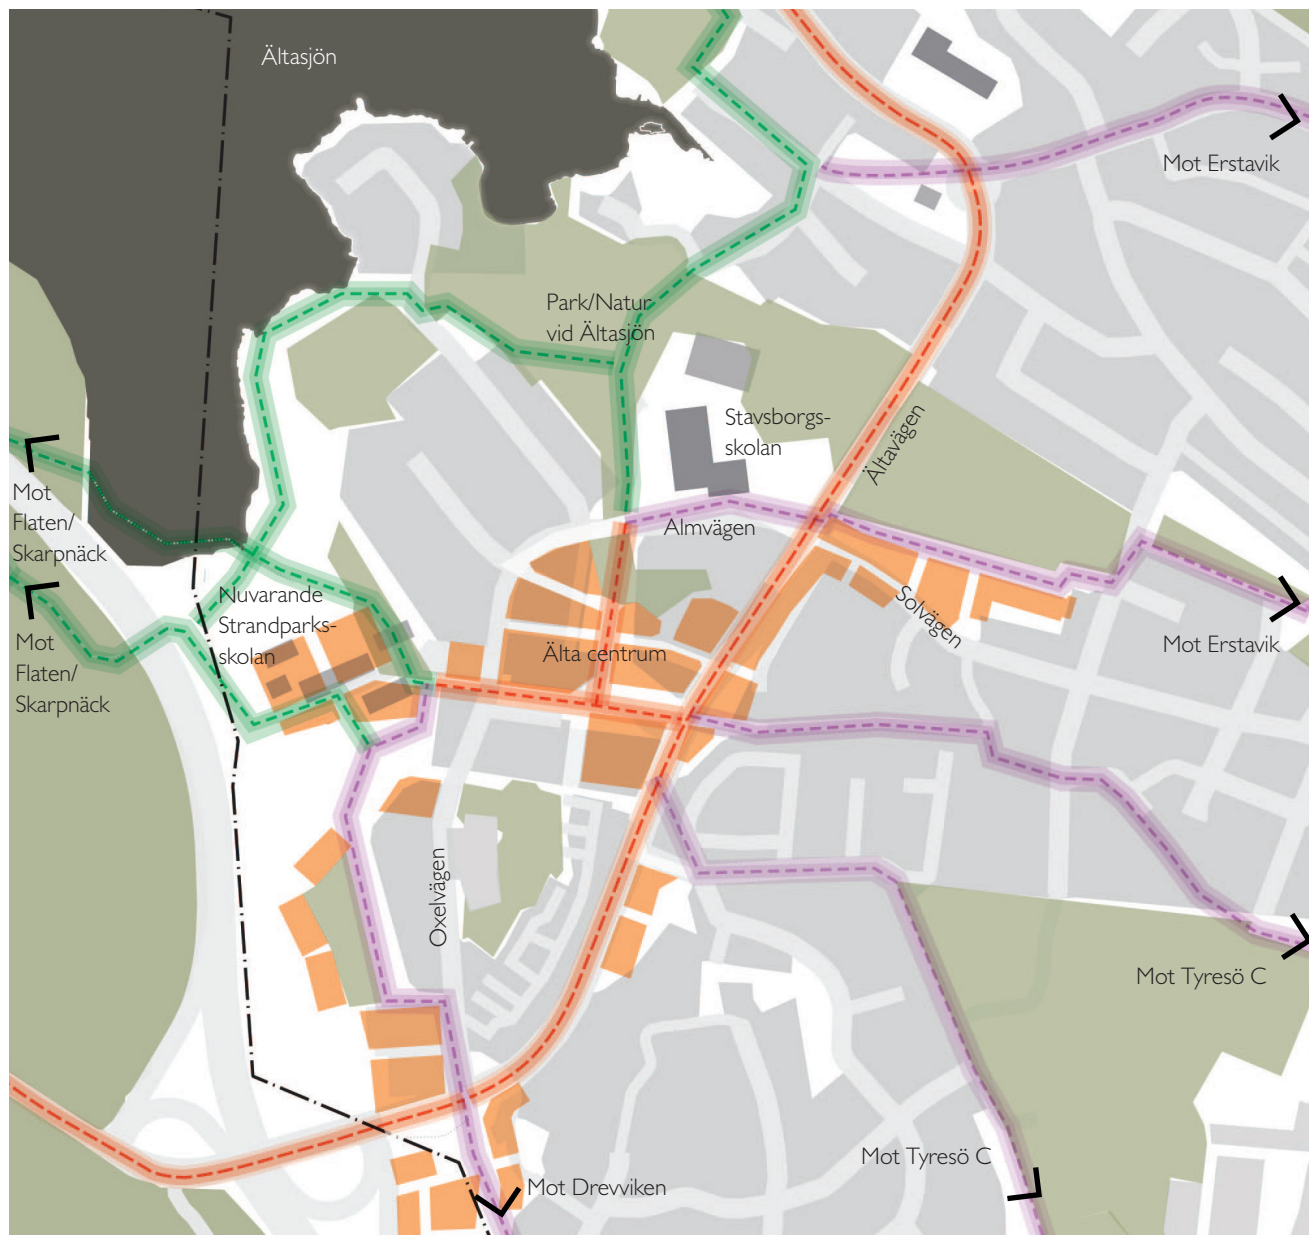 Ältasjön
Mot Erstavik
Park/Natur
vid Ältasjön
Stavsborgs-
skolan
Ältavägen
Mot
Flaten/
Skarpnäck
Almvägen
Nuvarande
Strandparks-
skolan
Solvägen
Mot
Flaten/
Skarpnäck
Älta centrum
Mot Erstavik
Oxelvägen
Mot Tyresö C
Mot Tyresö C
Mot Drevviken